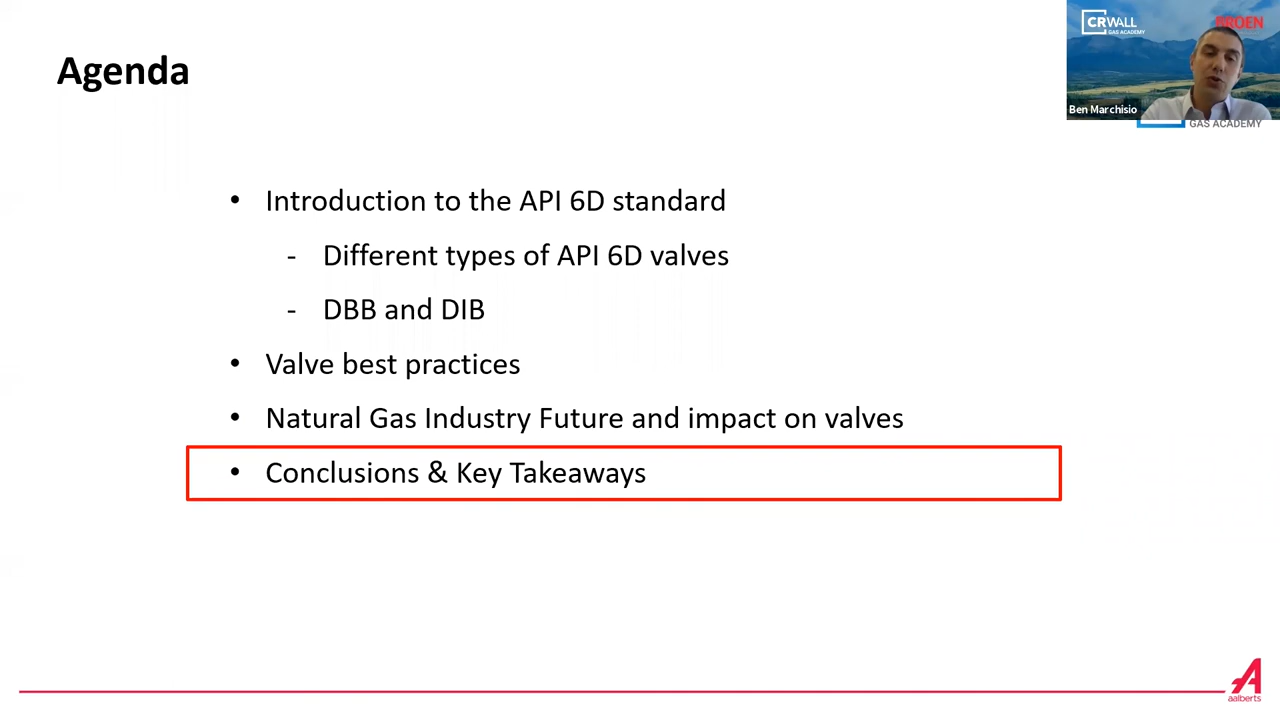 Agenda
CRWALL
GAS ACADEMY
BROEN
Ben Marchisio
GAS ACADEMY
• Introduction to the API 6D standard
- Different types of API 6D valves
- DBB and DIB
• Valve best practices
• Natural Gas Industry Future and impact on valves
• Conclusions & Key Takeaways
aalberts